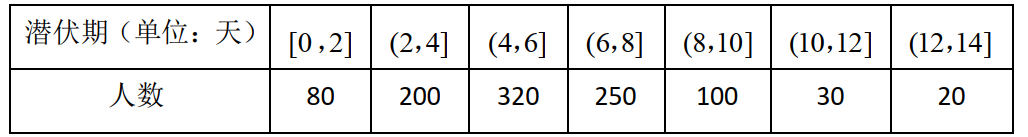 潜伏期（单位：天） [0，2] (2,4] (4,6] (6,8] (8,10] (10,12] (12,14]
人数 80 200 320 250 100 30 20